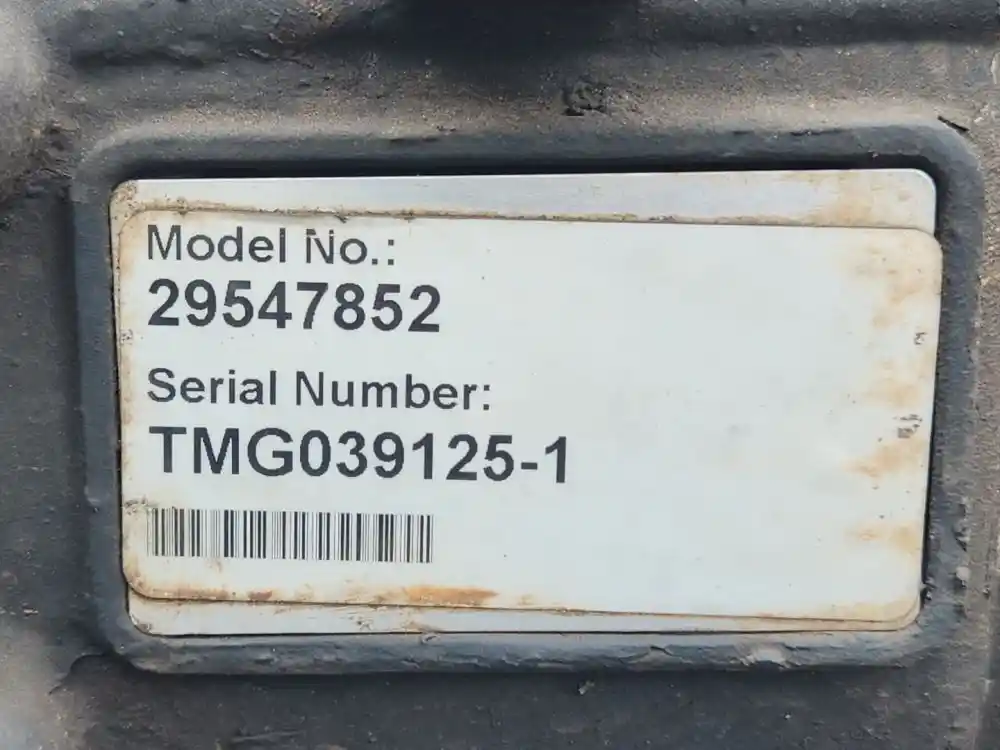 Model No.:
29547852
Serial Number:
TMG039125-1